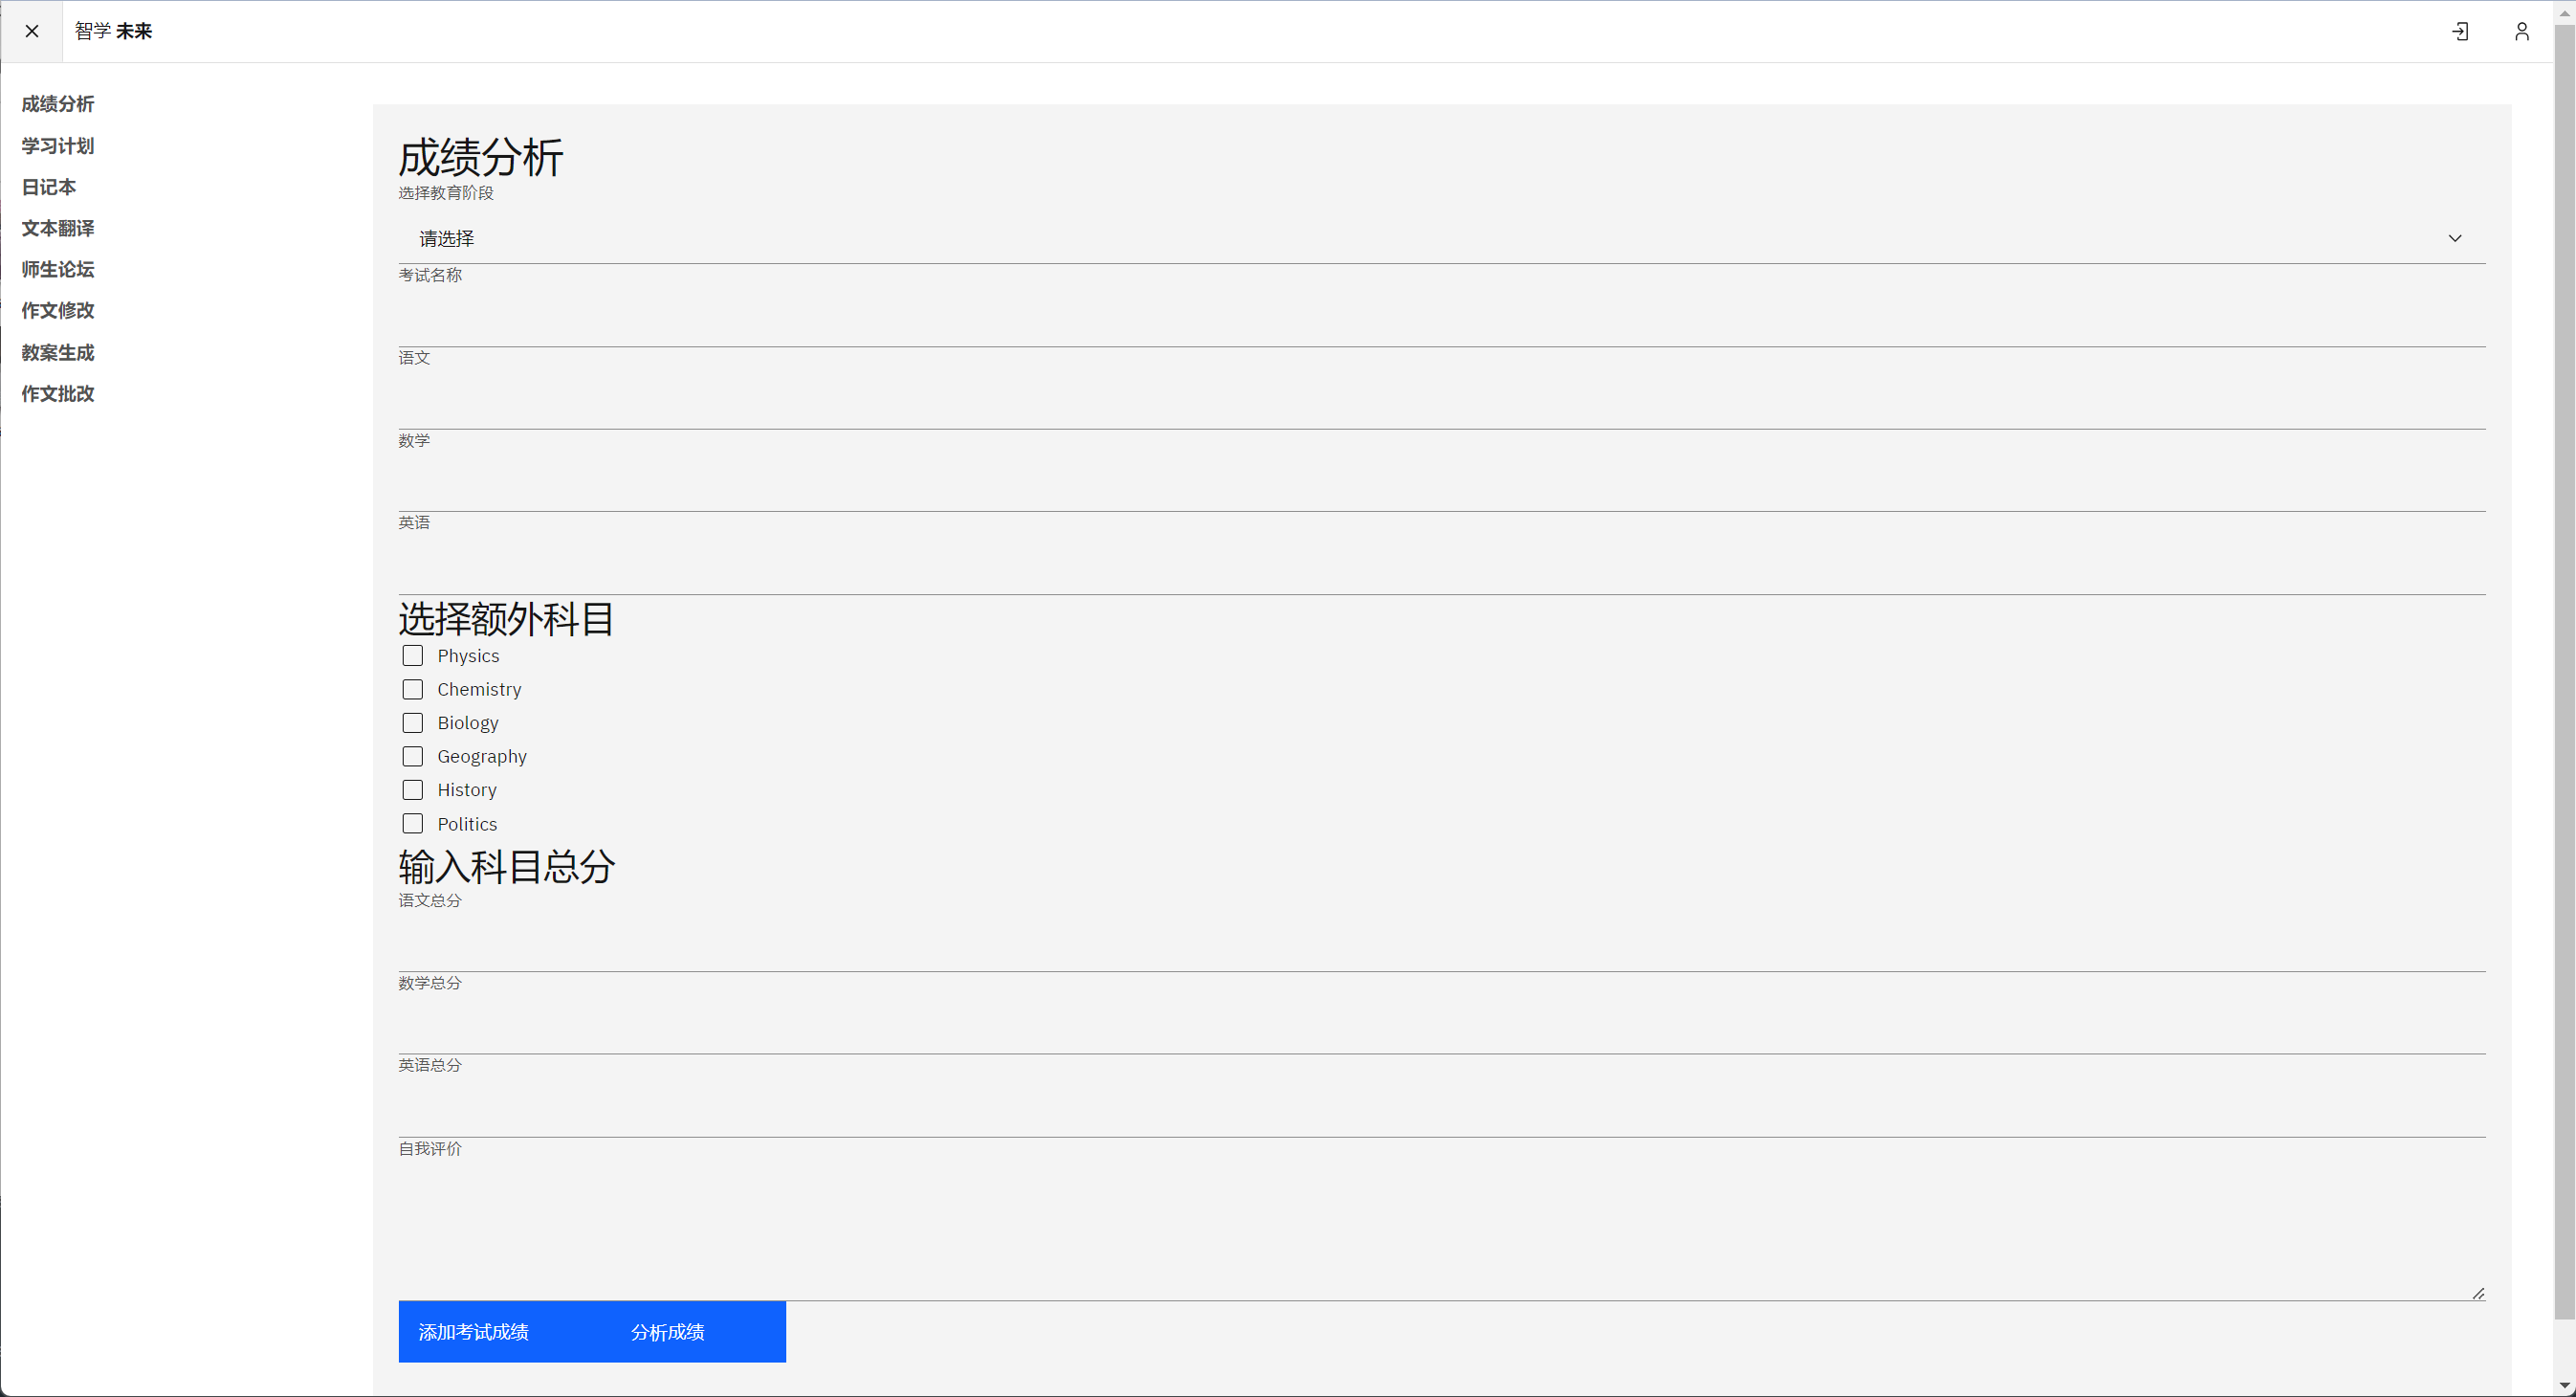 智学 未来
成绩分析
学习计划
日记本
文本翻译
师生论坛
作文修改
教案生成
作文批改
成绩分析
选择教育阶段
请选择
考试名称
语文
数学
英语
选择额外科目
Physics
Chemistry
Biology
Geography
History
Politics
输入科目总分
语文总分
数学总分
英语总分
自我评价
添加考试成绩 分析成绩